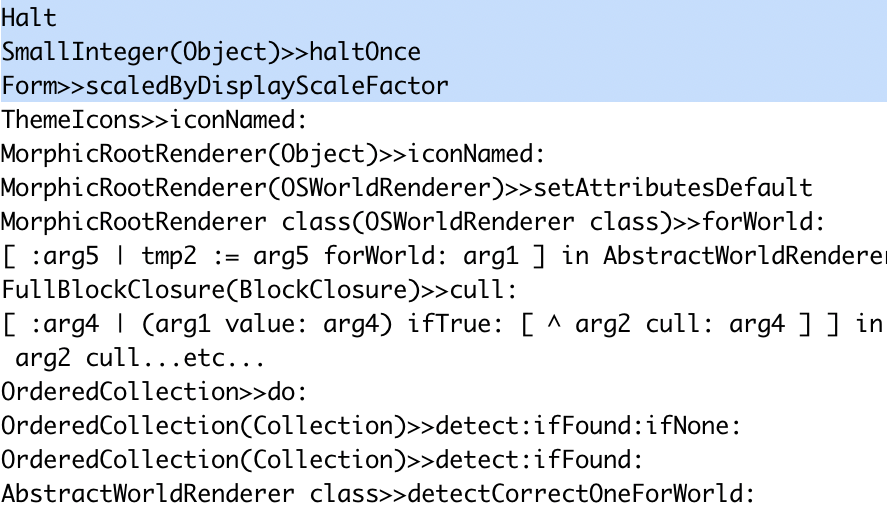 Halt
SmallInteger(Object)>>haltOnce
Form>>scaledByDisplayScaleFactor
ThemeIcons>>iconNamed:
MorphicRootRenderer(Object)>>iconNamed:
MorphicRootRenderer(OSWorldRenderer)>>setAttributesDefault
MorphicRootRenderer class(OSWorldRenderer class)>>forWorld:
[ :arg5 | tmp2 := arg5 forWorld: arg1 ] in AbstractWorldRenderer
FullBlockClosure(BlockClosure)>>cull:
[ :arg4 | (arg1 value: arg4) ifTrue: [ ^ arg2 cull: arg4 ] ] in
 arg2 cull...etc...
OrderedCollection>>do:
OrderedCollection(Collection)>>detect:ifFound:ifNone:
OrderedCollection(Collection)>>detect:ifFound:
AbstractWorldRenderer class>>detectCorrectOneForWorld: